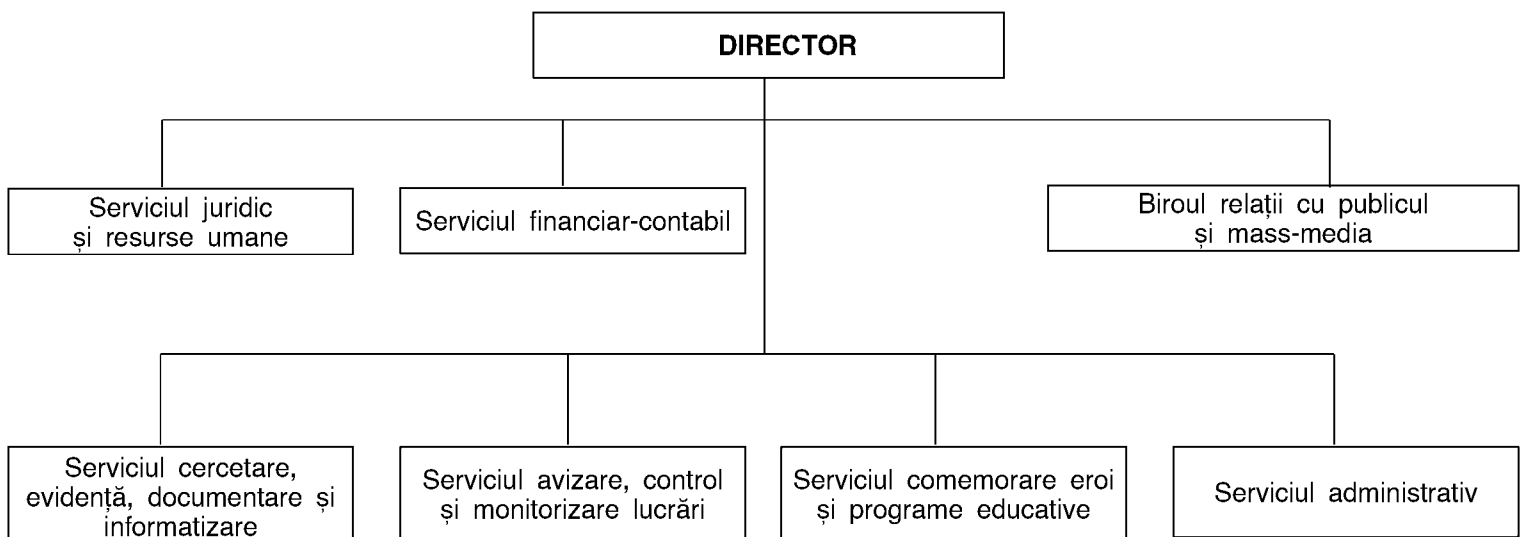 DIRECTOR
Serviciul juridic
și resurse umane
Serviciul financiar-contabil
Biroul relații cu publicul
și mass-media
Serviciul cercetare,
evidență, documentare și
informatizare
Serviciul avizare, control
și monitorizare lucrări
Serviciul comemorare eroi
și programe educative
Serviciul administrativ